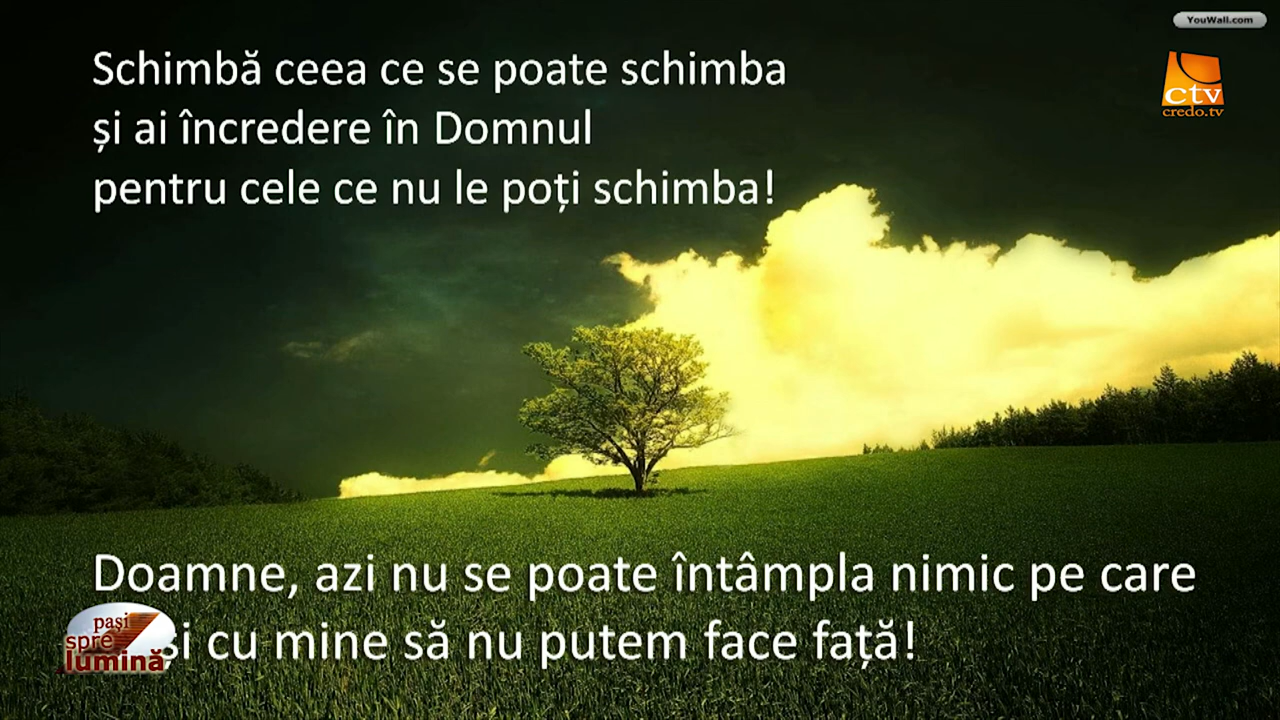 YouWall.com
Schimbă ceea ce se poate schimba
și ai încredere în Domnul
pentru cele ce nu le poți schimba!
ctv
credo.tv
Doamne, azi nu se poate întâmpla nimic pe care
și cu mine să nu putem face față!
pași
spre
lumină